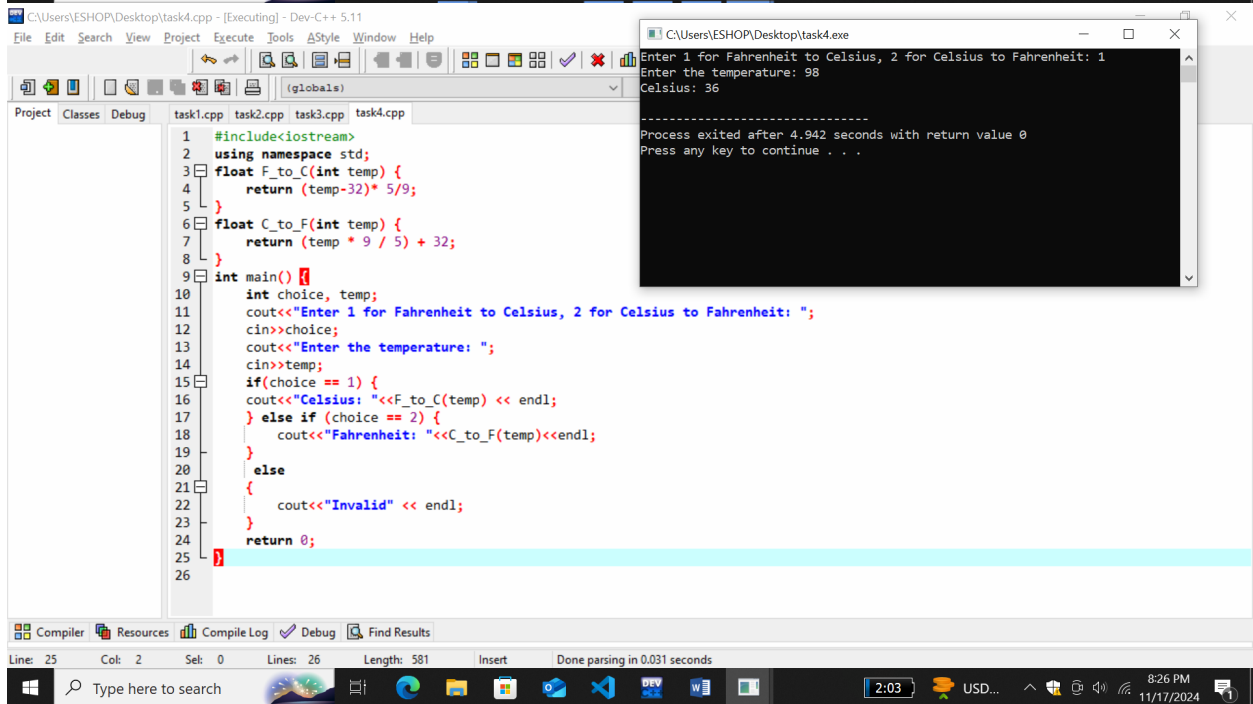 C:\Users\ESHOP\Desktop\task4.cpp - [Executing] - Dev-C++ 5.11
File Edit Search View Project Execute Tools AStyle Window Help
(globals)
Project Classes Debug
task1.cpp task2.cpp task3.cpp task4.cpp
1 #include<iostream>
2 using namespace std;
3 float F_to_C(int temp) {
4 return (temp-32)* 5/9;
5 }
6 float C_to_F(int temp) {
7 return (temp * 9 / 5) + 32;
8 }
9 int main() {
10 int choice, temp;
11 cout<<"Enter 1 for Fahrenheit to Celsius, 2 for Celsius to Fahrenheit: ";
12 cin>>choice;
13 cout<<"Enter the temperature: ";
14 cin>>temp;
15 if(choice == 1) {
16 cout<<"Celsius: "<<F_to_C(temp) << endl;
17 } else if (choice == 2) {
18 cout<<"Fahrenheit: "<<C_to_F(temp)<<endl;
19 }
20 else
21 {
22 cout<<"Invalid" << endl;
23 }
24 return 0;
25 }
26
C:\Users\ESHOP\Desktop\task4.exe
Enter 1 for Fahrenheit to Celsius, 2 for Celsius to Fahrenheit: 1
Enter the temperature: 98
Celsius: 36
--------------------------------
Process exited after 4.942 seconds with return value 0
Press any key to continue . . .
Compiler Resources Compile Log Debug Find Results
Line: 25 Col: 2 Sel: 0 Lines: 26 Length: 581 Insert Done parsing in 0.031 seconds
Type here to search
DEV
2:03
USD...
8:26 PM
11/17/2024
1